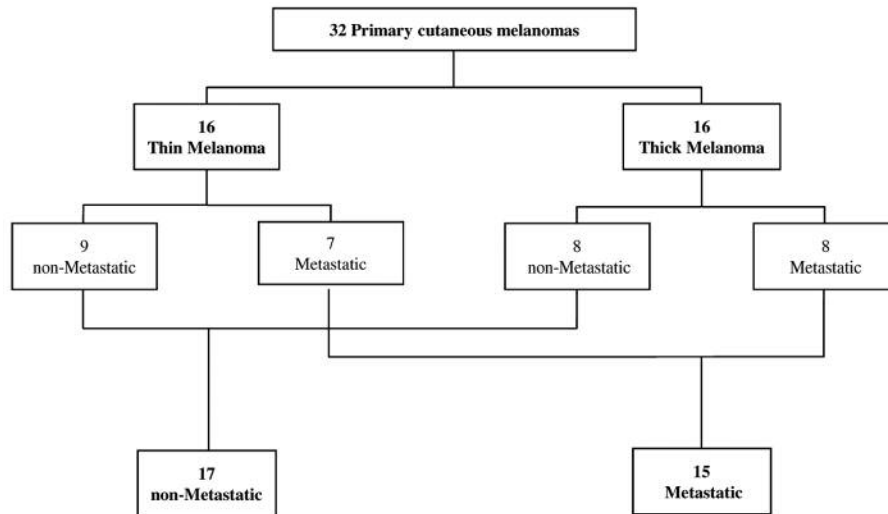 32 Primary cutaneous melanomas
16
Thin Melanoma
16
Thick Melanoma
9
non-Metastatic
7
Metastatic
8
non-Metastatic
8
Metastatic
17
non-Metastatic
15
Metastatic